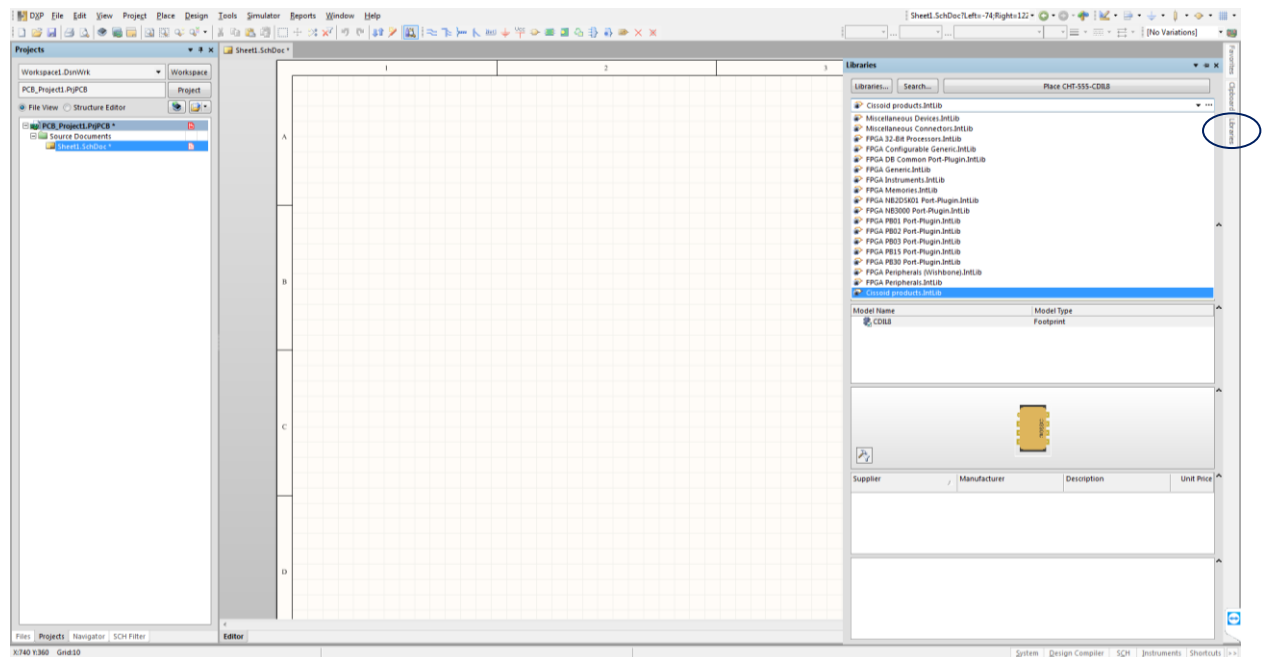 DXP File Edit View Project Place Design Tools Simulator Reports Window Help
Sheet1.SchDoc?Left=-74;Right=122
[No Variations]
Projects
Workspace1.DsnWrk Workspace
PCB_Project1.PrjPCB Project
File View Structure Editor
PCB_Project1.PrjPCB *
Source Documents
Sheet1.SchDoc *
Sheet1.SchDoc *
1 2 3
A
B
C
D
Libraries
Libraries... Search... Place CHT-555-CDIL8
Cissoid products.IntLib
Miscellaneous Devices.IntLib
Miscellaneous Connectors.IntLib
FPGA 32-Bit Processors.IntLib
FPGA Configurable Generic.IntLib
FPGA DB Common Port-Plugin.IntLib
FPGA Generic.IntLib
FPGA Instruments.IntLib
FPGA Memories.IntLib
FPGA NB2DSK01 Port-Plugin.IntLib
FPGA NB3000 Port-Plugin.IntLib
FPGA PB01 Port-Plugin.IntLib
FPGA PB02 Port-Plugin.IntLib
FPGA PB03 Port-Plugin.IntLib
FPGA PB15 Port-Plugin.IntLib
FPGA PB30 Port-Plugin.IntLib
FPGA Peripherals (Wishbone).IntLib
FPGA Peripherals.IntLib
Cissoid products.IntLib
Model Name Model Type
CDIL8 Footprint
Supplier / Manufacturer Description Unit Price
Favorites
Clipboard
Libraries
Files Projects Navigator SCH Filter
Editor
X:740 Y:360 Grid:10
System Design Compiler SCH Instruments Shortcuts >>